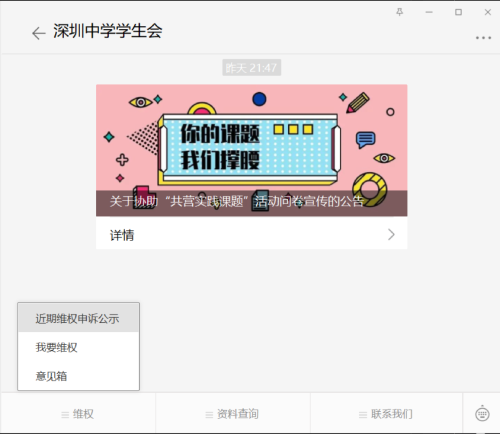 深圳中学学生会
昨天 21:47
你的课题
我们撑腰
关于协助“共营实践课题”活动问卷宣传的公告
详情
近期维权申诉公示
我要维权
意见箱
维权
资料查询
联系我们